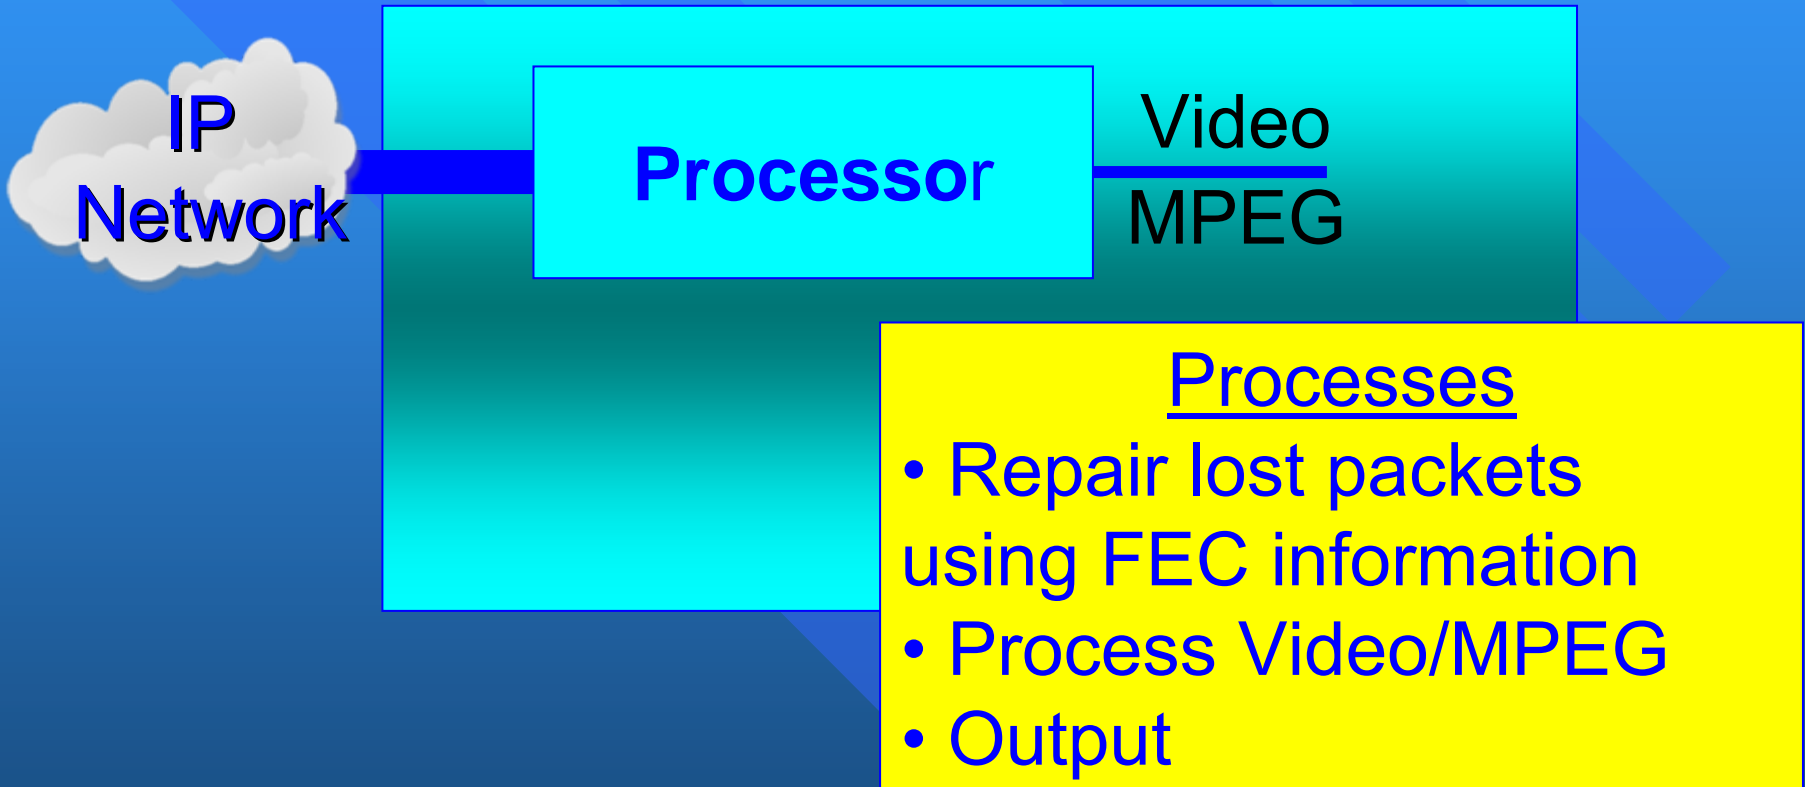 IP
Network
Processor
Video
MPEG
Processes
• Repair lost packets
using FEC information
• Process Video/MPEG
• Output